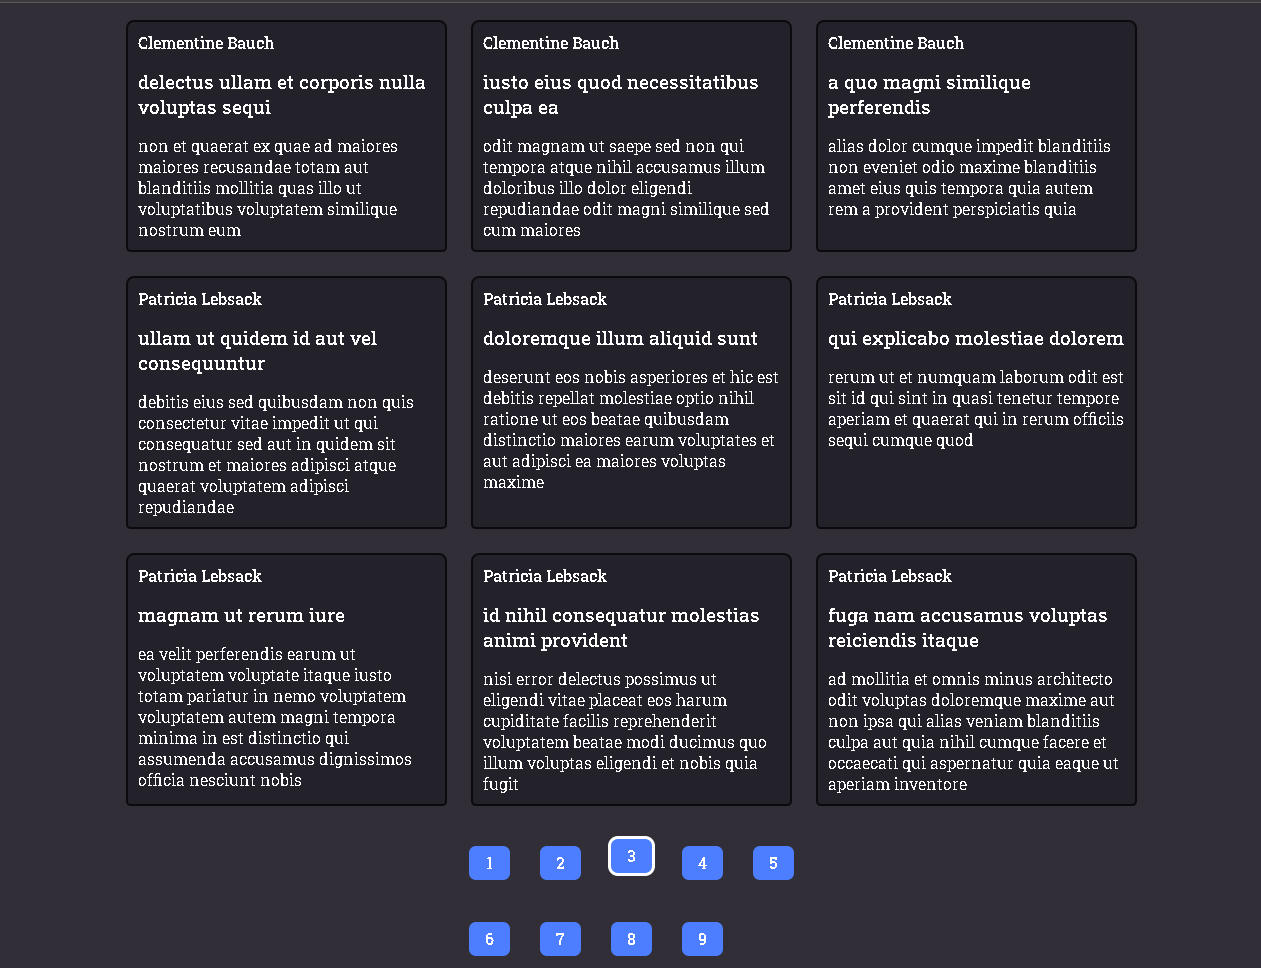 Clementine Bauch
delectus ullam et corporis nulla
voluptas sequi
non et quaerat ex quae ad maiores
maiores recusandae totam aut
blanditiis mollitia quas illo ut
voluptatibus voluptatem similique
nostrum eum
Clementine Bauch
iusto eius quod necessitatibus
culpa ea
odit magnam ut saepe sed non qui
tempora atque nihil accusamus illum
doloribus illo dolor eligendi
repudiandae odit magni similique sed
cum maiores
Clementine Bauch
a quo magni similique
perferendis
alias dolor cumque impedit blanditiis
non eveniet odio maxime blanditiis
amet eius quis tempora quia autem
rem a provident perspiciatis quia
Patricia Lebsack
ullam ut quidem id aut vel
consequuntur
debitis eius sed quibusdam non quis
consectetur vitae impedit ut qui
consequatur sed aut in quidem sit
nostrum et maiores adipisci atque
quaerat voluptatem adipisci
repudiandae
Patricia Lebsack
doloremque illum aliquid sunt
deserunt eos nobis asperiores et hic est
debitis repellat molestiae optio nihil
ratione ut eos beatae quibusdam
distinctio maiores earum voluptates et
aut adipisci ea maiores voluptas
maxime
Patricia Lebsack
qui explicabo molestiae dolorem
rerum ut et numquam laborum odit est
sit id qui sint in quasi tenetur tempore
aperiam et quaerat qui in rerum officiis
sequi cumque quod
Patricia Lebsack
magnam ut rerum iure
ea velit perferendis earum ut
voluptatem voluptate itaque iusto
totam pariatur in nemo voluptatem
voluptatem autem magni tempora
minima in est distinctio qui
assumenda accusamus dignissimos
officia nesciunt nobis
Patricia Lebsack
id nihil consequatur molestias
animi provident
nisi error delectus possimus ut
eligendi vitae placeat eos harum
cupiditate facilis reprehenderit
voluptatem beatae modi ducimus quo
illum voluptas eligendi et nobis quia
fugit
Patricia Lebsack
fuga nam accusamus voluptas
reiciendis itaque
ad mollitia et omnis minus architecto
odit voluptas doloremque maxime aut
non ipsa qui alias veniam blanditiis
culpa aut quia nihil cumque facere et
occaecati qui aspernatur quia eaque ut
aperiam inventore
1 2 3 4 5
6 7 8 9